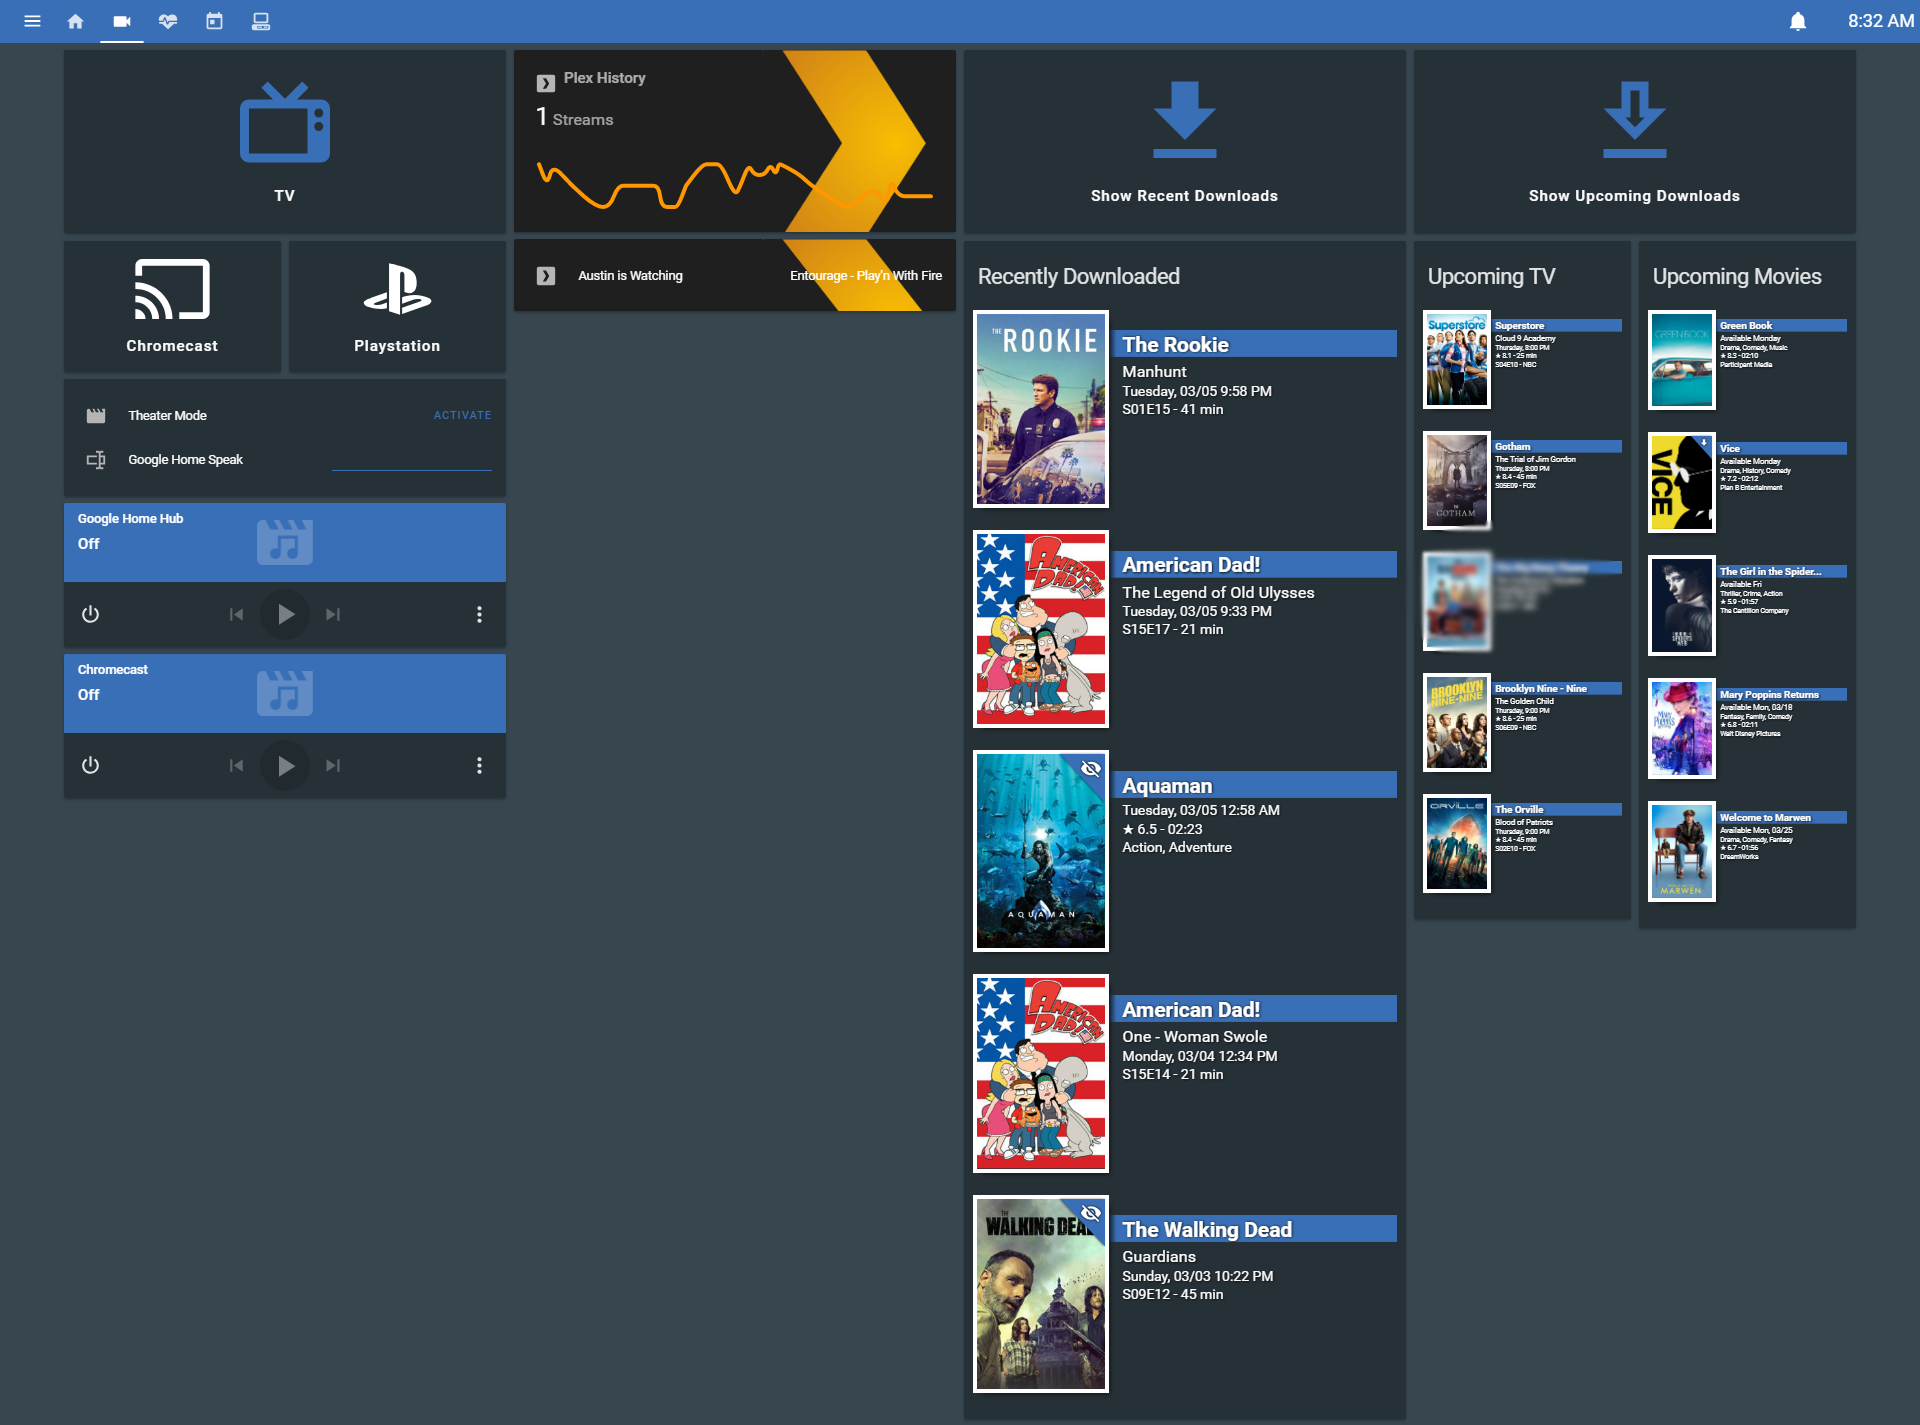 8:32 AM
TV
Plex History
1 Streams
Show Recent Downloads
Show Upcoming Downloads
Chromecast
Playstation
Austin is Watching
Entourage - Play'n With Fire
Theater Mode
ACTIVATE
Google Home Speak
Google Home Hub
Off
Chromecast
Off
Recently Downloaded
THE ROOKIE
The Rookie
Manhunt
Tuesday, 03/05 9:58 PM
S01E15 - 41 min
AMERICAN DAD!
American Dad!
The Legend of Old Ulysses
Tuesday, 03/05 9:33 PM
S15E17 - 21 min
AQUAMAN
Aquaman
Tuesday, 03/05 12:58 AM
★ 6.5 - 02:23
Action, Adventure
AMERICAN DAD!
American Dad!
One - Woman Swole
Monday, 03/04 12:34 PM
S15E14 - 21 min
THE WALKING DEA
The Walking Dead
Guardians
Sunday, 03/03 10:22 PM
S09E12 - 45 min
Upcoming TV
Superstore
Superstore
Cloud 9 Academy
Thursday, 8:00 PM
★ 8.1 - 25 min
S04E10 - NBC
GOTHAM
Gotham
The Trial of Jim Gordon
Thursday, 8:00 PM
★ 8.4 - 45 min
S05E09 - FOX
BROOKLYN NINE-NINE
Brooklyn Nine - Nine
The Golden Child
Thursday, 9:00 PM
★ 8.6 - 25 min
S06E09 - NBC
ORVILLE
The Orville
Blood of Patriots
Thursday, 9:00 PM
★ 8.4 - 45 min
S02E10 - FOX
Upcoming Movies
GREEN BOOK
Green Book
Available Monday
Drama, Comedy, Music
★ 8.3 - 02:10
Participant Media
VICE
Vice
Available Monday
Drama, History, Comedy
★ 7.2 - 02:12
Plan B Entertainment
The Girl in the Spider...
Available Fri
Thriller, Crime, Action
★ 5.9 - 01:57
The Cantillon Company
MARY POPPINS
Mary Poppins Returns
Available Mon, 03/18
Fantasy, Family, Comedy
★ 6.8 - 02:11
Walt Disney Pictures
MARWEN
Welcome to Marwen
Available Mon, 03/25
Drama, Comedy, Fantasy
★ 6.7 - 01:56
DreamWorks